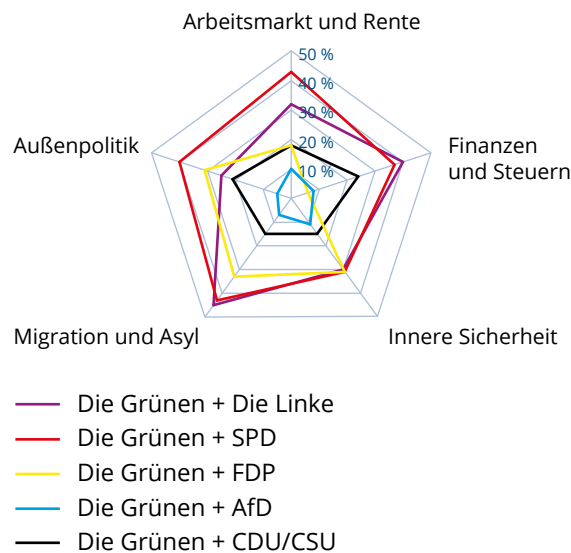 Arbeitsmarkt und Rente
50 %
40 %
30 %
20 %
10 %
Außenpolitik
Finanzen
und Steuern
Migration und Asyl
Innere Sicherheit
Die Grünen + Die Linke
Die Grünen + SPD
Die Grünen + FDP
Die Grünen + AfD
Die Grünen + CDU/CSU